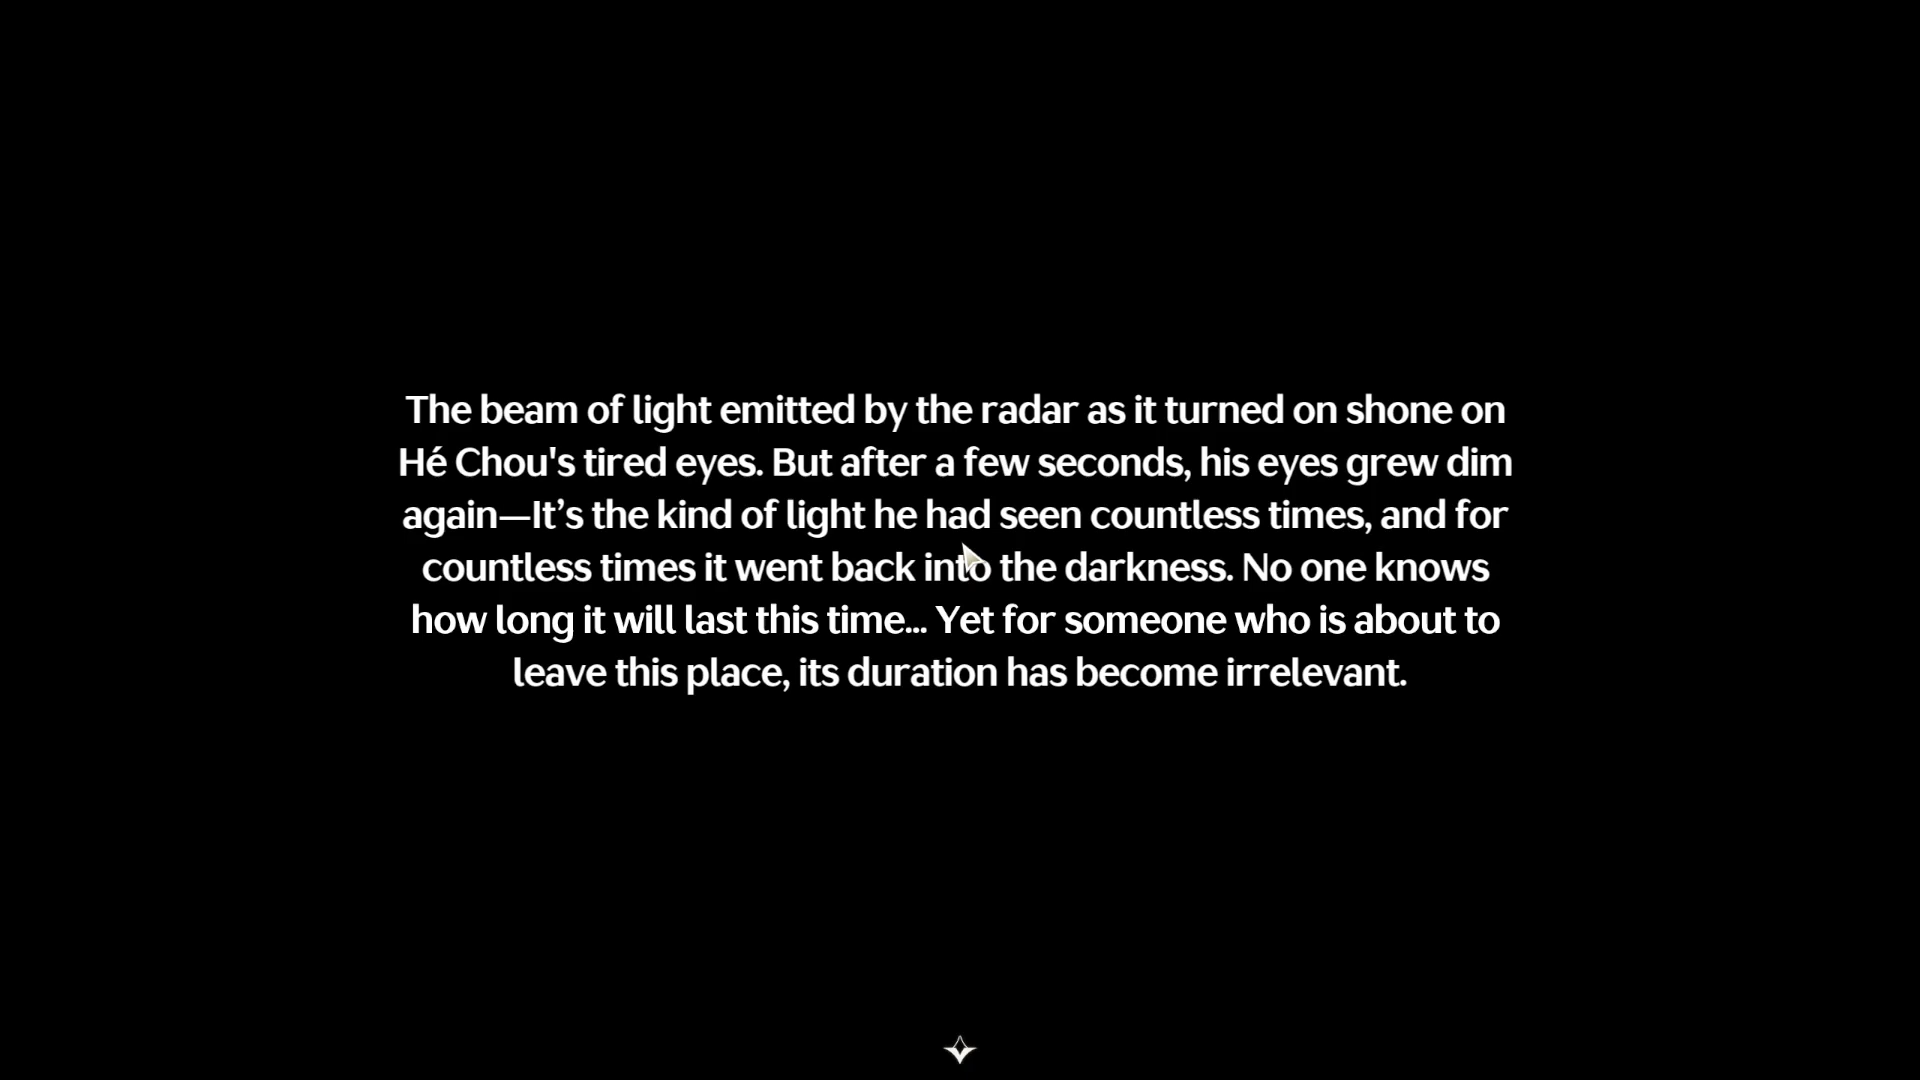 The beam of light emitted by the radar as it turned on shone on
Hé Chou's tired eyes. But after a few seconds, his eyes grew dim
again—It’s the kind of light he had seen countless times, and for
countless times it went back into the darkness. No one knows
how long it will last this time... Yet for someone who is about to
leave this place, its duration has become irrelevant.